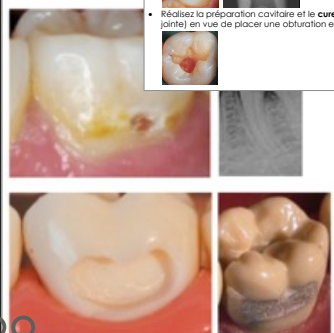 • Réalisez la préparation cavitaire et le cure
jointe) en vue de placer une obturation e